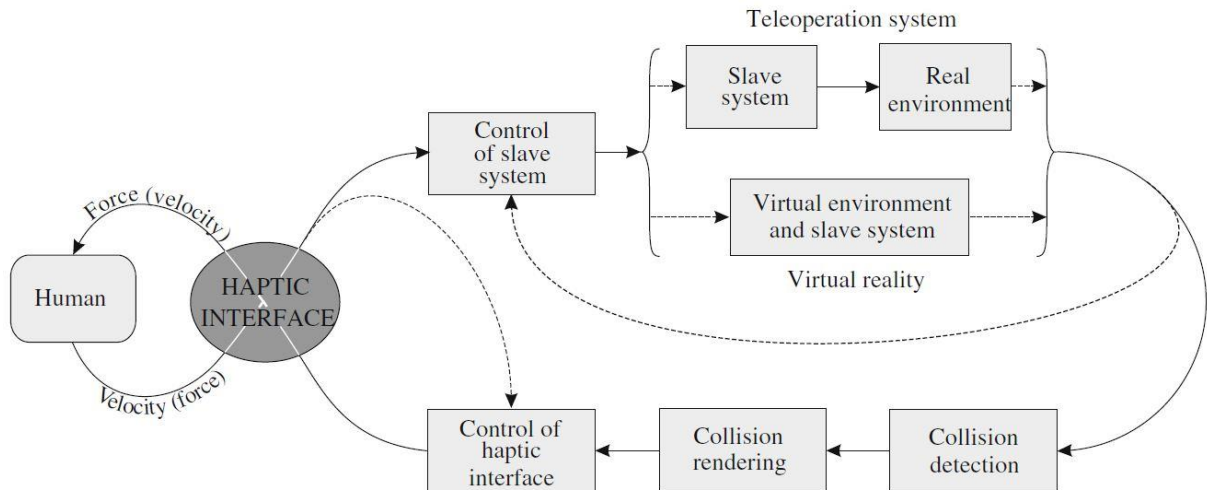 Teleoperation system
Slave
system
Real
environment
Control
of slave
system
Force (velocity)
Virtual environment
and slave system
Virtual reality
Human
HAPTIC
INTERFACE
Velocity (force)
Control of
haptic
interface
Collision
rendering
Collision
detection